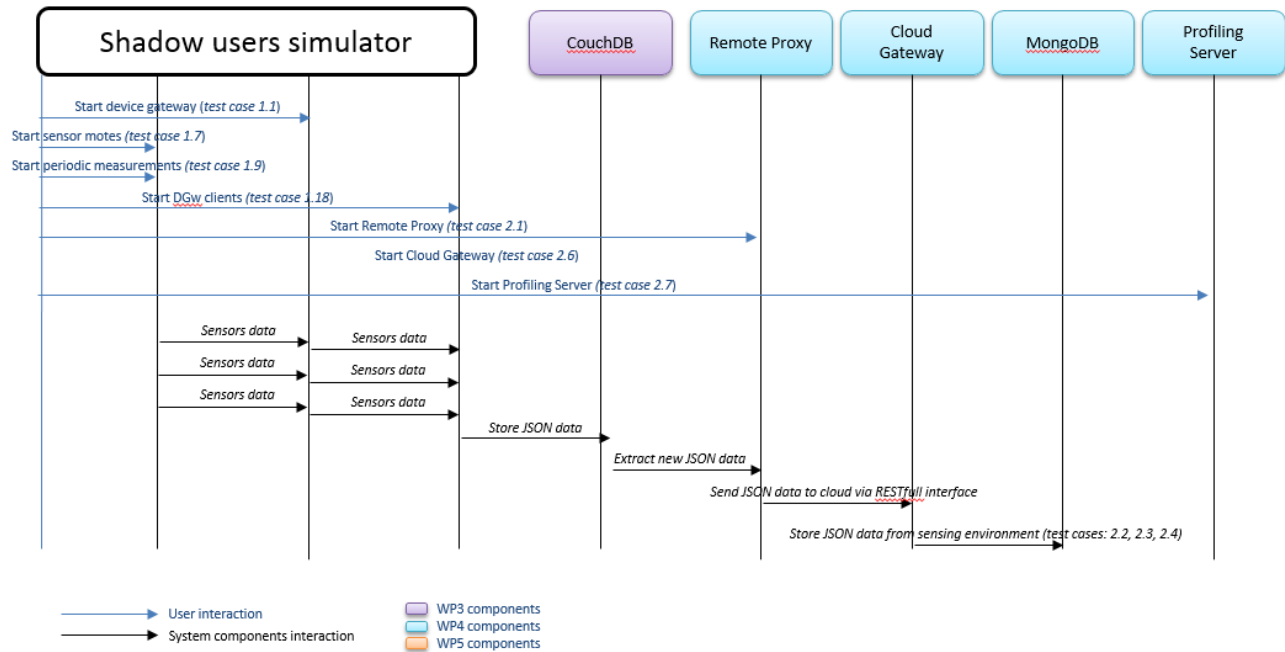 Shadow users simulator
CouchDB
Remote Proxy
Cloud
Gateway
MongoDB
Profiling
Server
Start device gateway (test case 1.1)
Start sensor motes (test case 1.7)
Start periodic measurements (test case 1.9)
Start DGw clients (test case 1.18)
Start Remote Proxy (test case 2.1)
Start Cloud Gateway (test case 2.6)
Start Profiling Server (test case 2.7)
Sensors data
Sensors data
Sensors data
Sensors data
Sensors data
Sensors data
Store JSON data
Extract new JSON data
Send JSON data to cloud via RESTfull interface
Store JSON data from sensing environment (test cases: 2.2, 2.3, 2.4)
User interaction
System components interaction
WP3 components
WP4 components
WP5 components